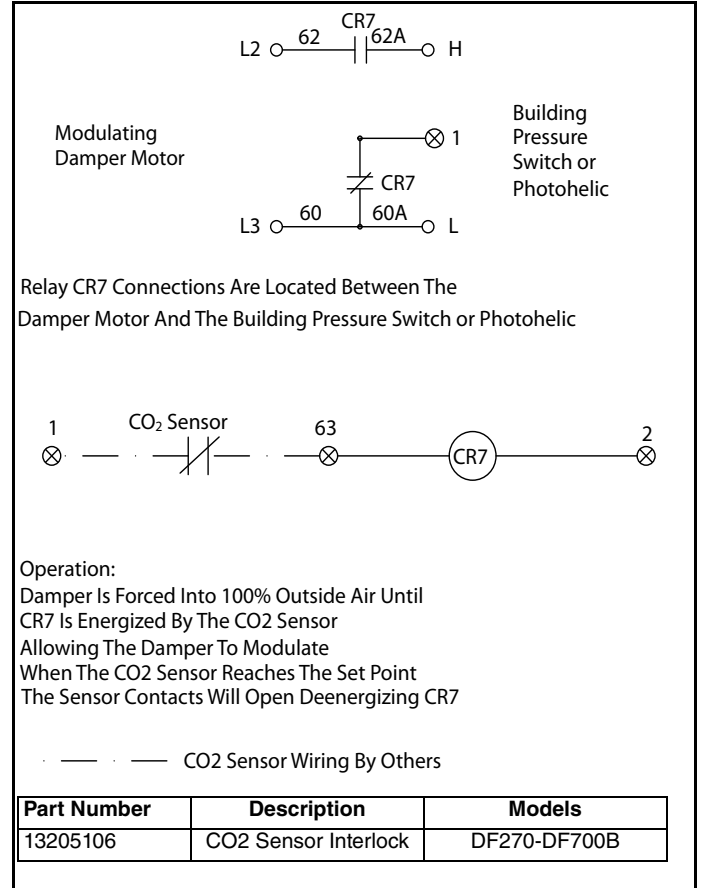 CR7
L2 62 62A H
Modulating
Damper Motor
Building
Pressure
Switch or
Photohelic
1
CR7
L3 60 60A L
Relay CR7 Connections Are Located Between The
Damper Motor And The Building Pressure Switch or Photohelic
1 CO₂ Sensor 63 2
CR7
Operation:
Damper Is Forced Into 100% Outside Air Until
CR7 Is Energized By The CO2 Sensor
Allowing The Damper To Modulate
When The CO2 Sensor Reaches The Set Point
The Sensor Contacts Will Open Deenergizing CR7
CO2 Sensor Wiring By Others
Part Number Description Models
13205106 CO2 Sensor Interlock DF270-DF700B